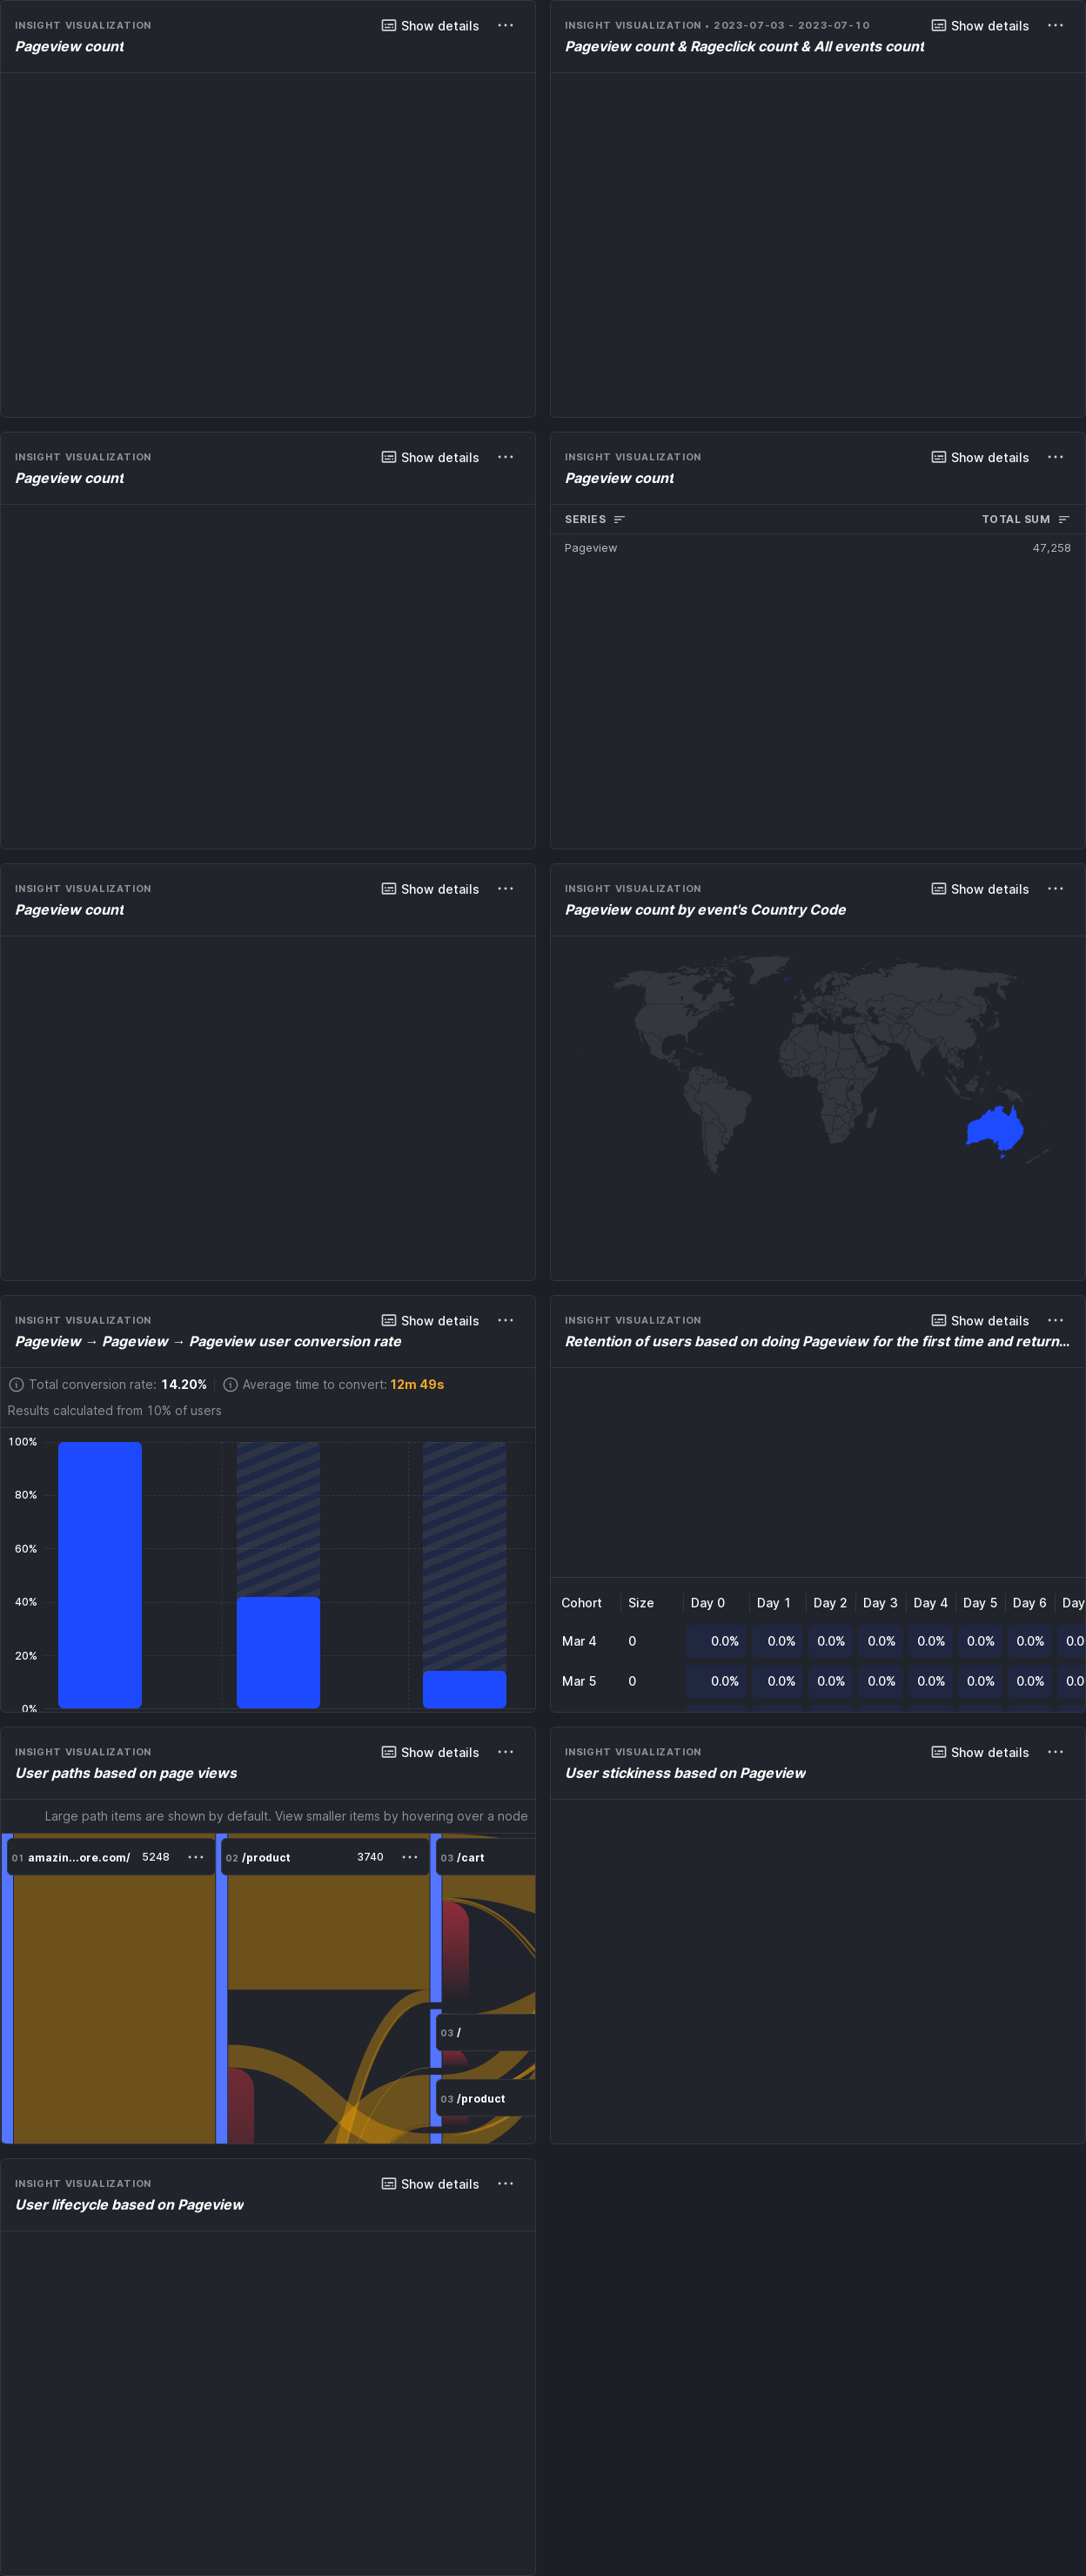 INSIGHT VISUALIZATION
Show details
Pageview count
INSIGHT VISUALIZATION • 2023-07-03 - 2023-07-10
Show details
Pageview count & Rageclick count & All events count
INSIGHT VISUALIZATION
Show details
Pageview count
INSIGHT VISUALIZATION
Show details
Pageview count
SERIES TOTAL SUM
Pageview 47,258
INSIGHT VISUALIZATION
Show details
Pageview count
INSIGHT VISUALIZATION
Show details
Pageview count by event's Country Code
INSIGHT VISUALIZATION
Show details
Pageview → Pageview → Pageview user conversion rate
Total conversion rate: 14.20% Average time to convert: 12m 49s
Results calculated from 10% of users
100%
80%
60%
40%
20%
0%
INSIGHT VISUALIZATION
Show details
Retention of users based on doing Pageview for the first time and return...
Cohort Size Day 0 Day 1 Day 2 Day 3 Day 4 Day 5 Day 6 Day
Mar 4 0 0.0% 0.0% 0.0% 0.0% 0.0% 0.0% 0.0% 0.0
Mar 5 0 0.0% 0.0% 0.0% 0.0% 0.0% 0.0% 0.0% 0.0
INSIGHT VISUALIZATION
Show details
User paths based on page views
Large path items are shown by default. View smaller items by hovering over a node
01 amazin...ore.com/ 5248
02 /product 3740
03 /cart
03 /
03 /product
INSIGHT VISUALIZATION
Show details
User stickiness based on Pageview
INSIGHT VISUALIZATION
Show details
User lifecycle based on Pageview